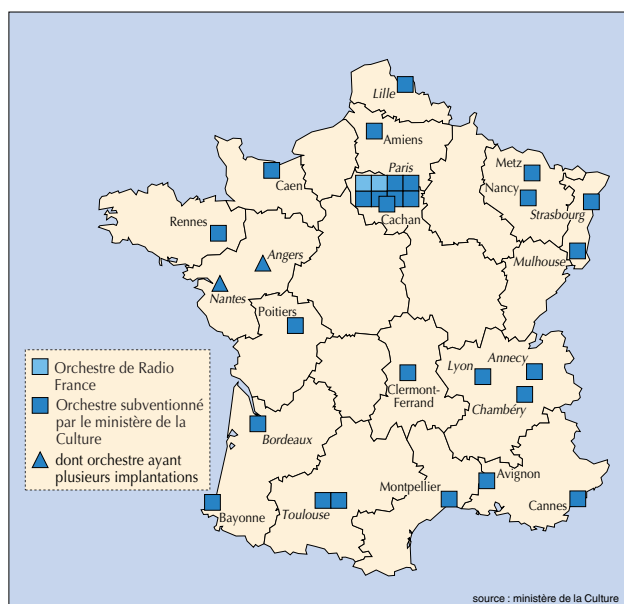 Lille
Amiens
Paris
Metz
Caen
Nancy
Strasbourg
Cachan
Rennes
Angers
Mulhouse
Nantes
Poitiers
Lyon
Annecy
Clermont-
Ferrand
Chambéry
Bordeaux
Avignon
Montpellier
Cannes
Bayonne
Toulouse
Orchestre de Radio
France
Orchestre subventionné
par le ministère de la
Culture
dont orchestre ayant
plusieurs implantations
source : ministère de la Culture